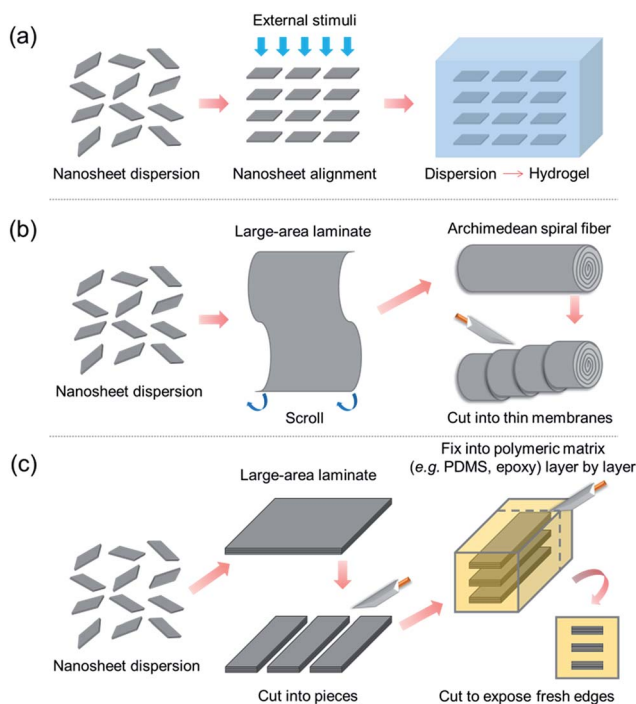 (a)
External stimuli
Nanosheet dispersion
Nanosheet alignment
Dispersion → Hydrogel
(b)
Large-area laminate
Archimedean spiral fiber
Nanosheet dispersion
Scroll
Cut into thin membranes
(c)
Fix into polymeric matrix
(e.g. PDMS, epoxy) layer by layer
Large-area laminate
Nanosheet dispersion
Cut into pieces
Cut to expose fresh edges